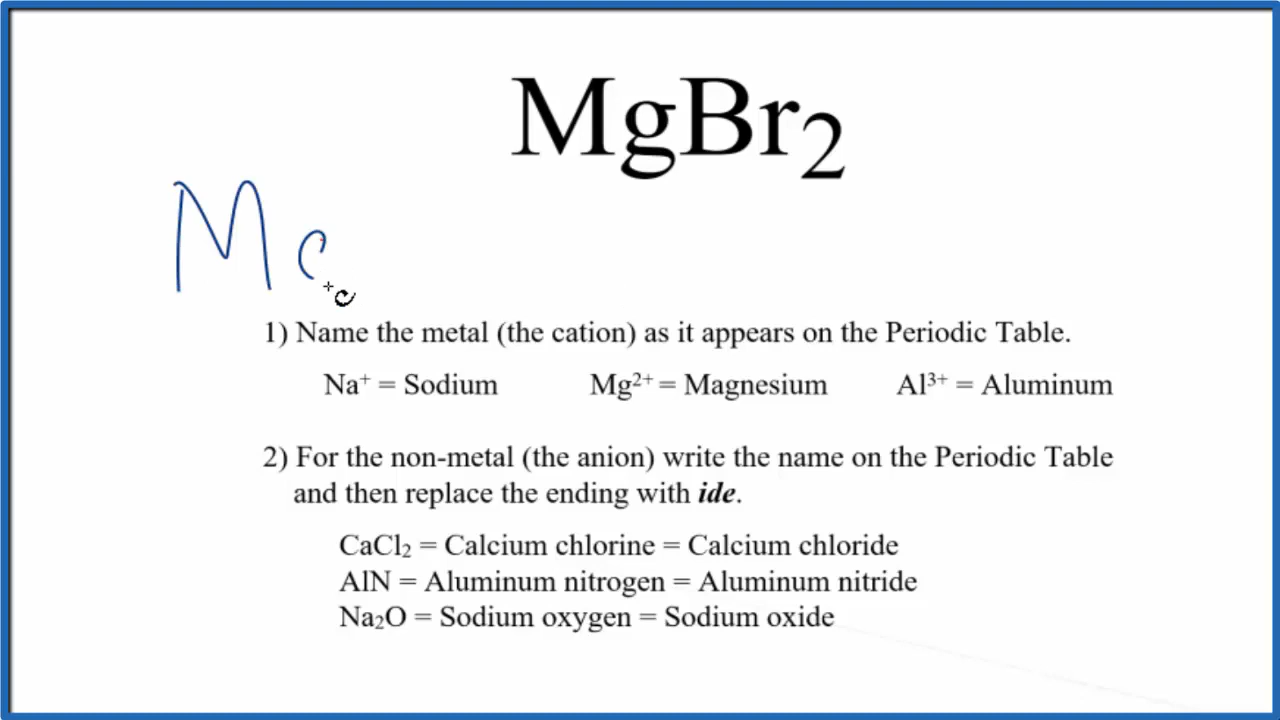 MgBr₂
M
1) Name the metal (the cation) as it appears on the Periodic Table.
Na⁺ = Sodium Mg²⁺ = Magnesium Al³⁺ = Aluminum
2) For the non-metal (the anion) write the name on the Periodic Table
and then replace the ending with ide.
CaCl₂ = Calcium chlorine = Calcium chloride
AlN = Aluminum nitrogen = Aluminum nitride
Na₂O = Sodium oxygen = Sodium oxide